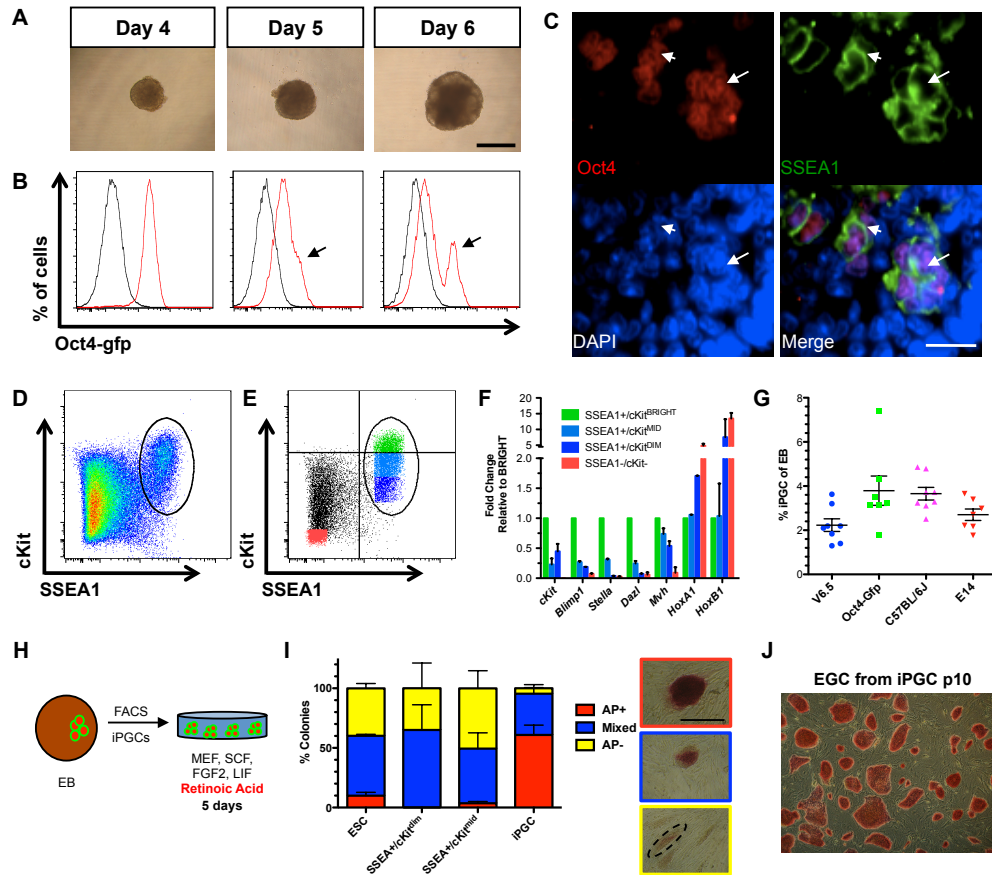 A
Day 4
Day 5
Day 6
B
% of cells
Oct4-gfp
C
Oct4
SSEA1
DAPI
Merge
D
cKit
SSEA1
E
cKit
SSEA1
F
Fold Change
Relative to BRIGHT
20
15
10
5
1.0
0.5
0.0
SSEA1+/cKitBRIGHT
SSEA1+/cKitMID
SSEA1+/cKitDIM
SSEA1-/cKit-
cKit
Blimp1
Stella
Dazl
Mvh
HoxA1
HoxB1
G
% iPGC of EB
8
6
4
2
0
V6.5
Oct4-Gfp
C57BL/6J
E14
H
EB
FACS
iPGCs
MEF, SCF,
FGF2, LIF
Retinoic Acid
5 days
I
% Colonies
100
50
0
ESC
SSEA+/cKitdim
SSEA+/cKitmid
iPGC
AP+
Mixed
AP-
J
EGC from iPGC p10